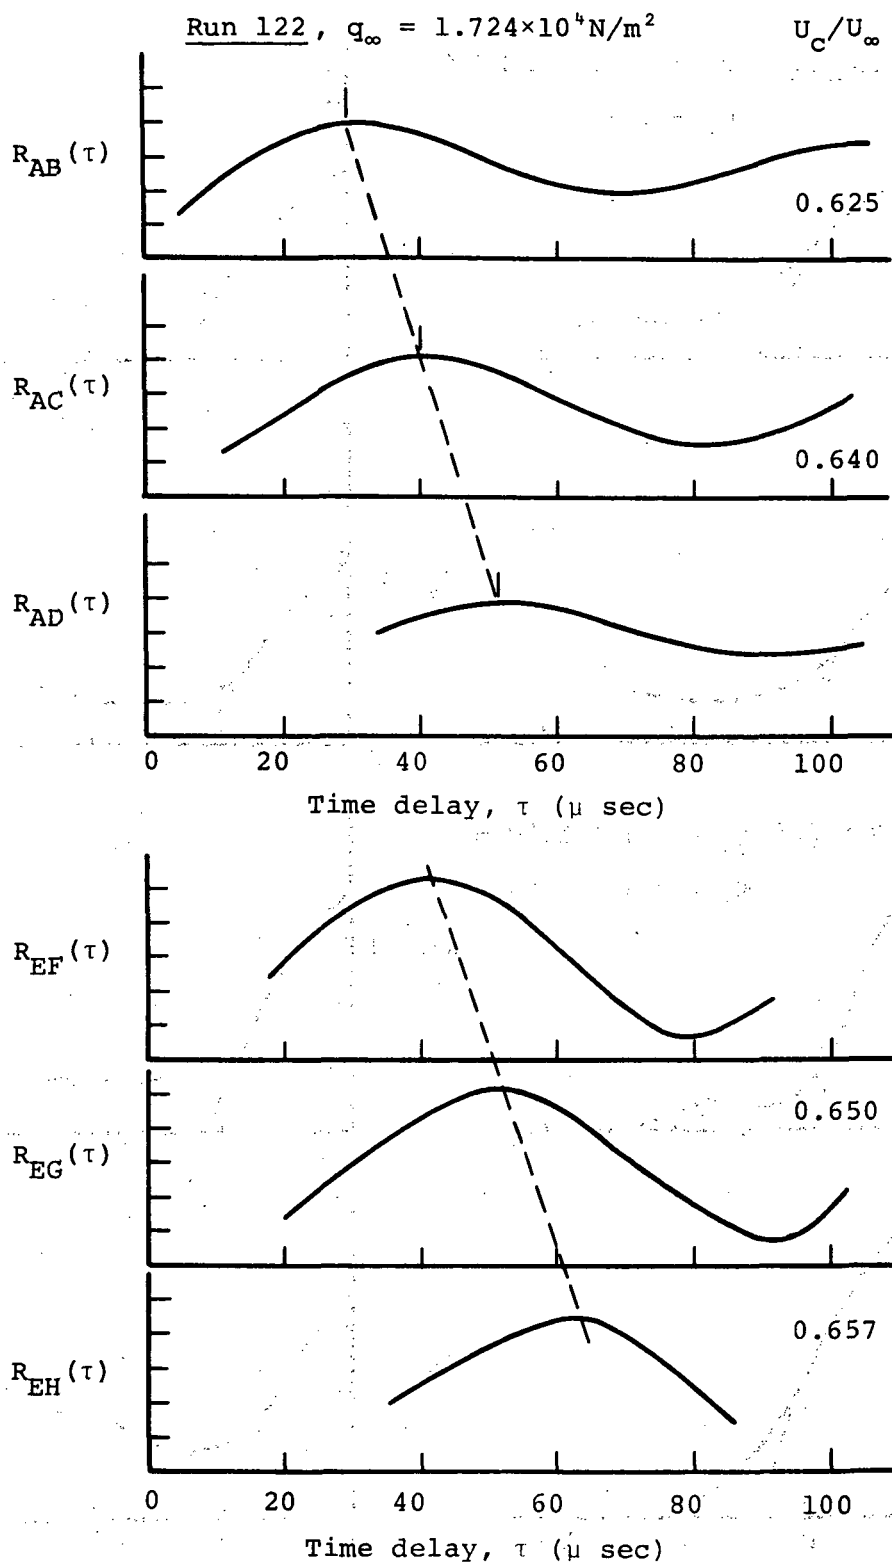 Run 122, q∞ = 1.724×10⁴N/m² U_c/U∞
R_AB(τ)
0.625
R_AC(τ)
0.640
R_AD(τ)
0 20 40 60 80 100
Time delay, τ (μ sec)
R_EF(τ)
R_EG(τ)
0.650
R_EH(τ)
0.657
0 20 40 60 80 100
Time delay, τ (μ sec)